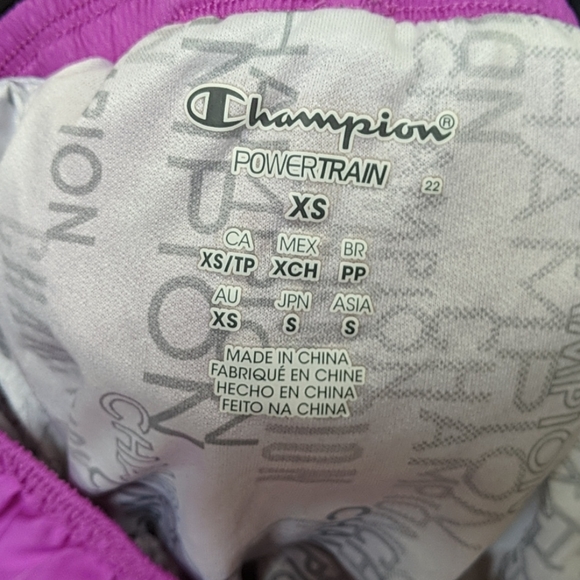 Champion®
POWERTRAIN 22
XS
CA MEX BR
XS/TP XCH PP
AU JPN ASIA
XS S S
MADE IN CHINA
FABRIQUÉ EN CHINE
HECHO EN CHINA
FEITO NA CHINA